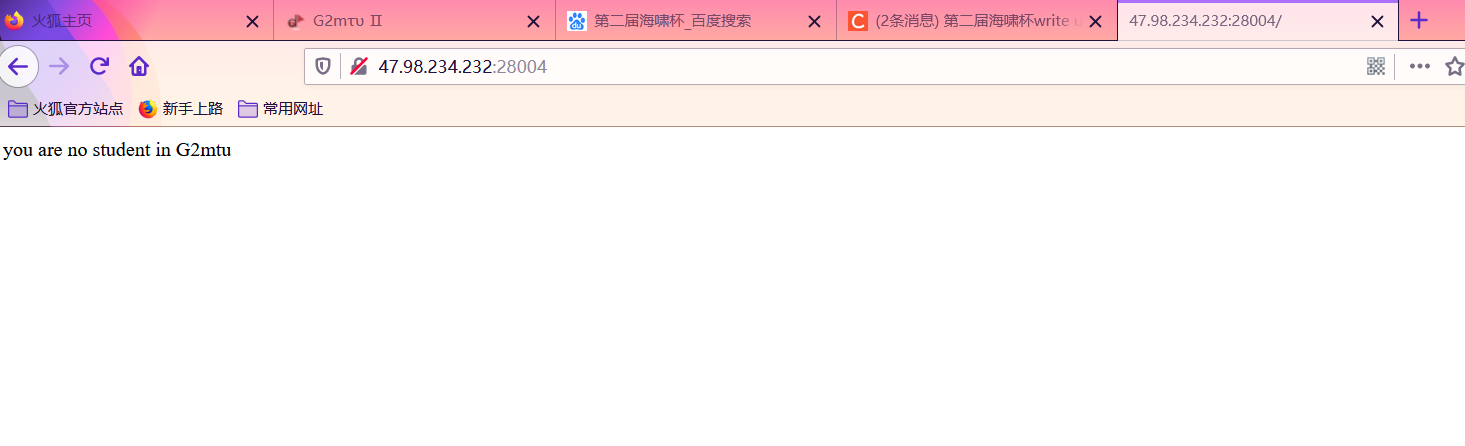 火狐主页
G2mτυ Ⅱ
第二届海啸杯_百度搜索
(2条消息) 第二届海啸杯write u
47.98.234.232:28004/
47.98.234.232:28004
火狐官方站点
新手上路
常用网址
you are no student in G2mtu